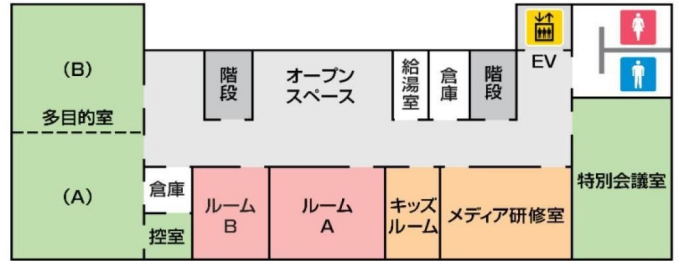 (B)
多目的室
(A)
階段
オープン
スペース
給湯室
倉庫
階段
EV
倉庫
控室
ルーム
B
ルーム
A
キッズ
ルーム
メディア研修室
特別会議室